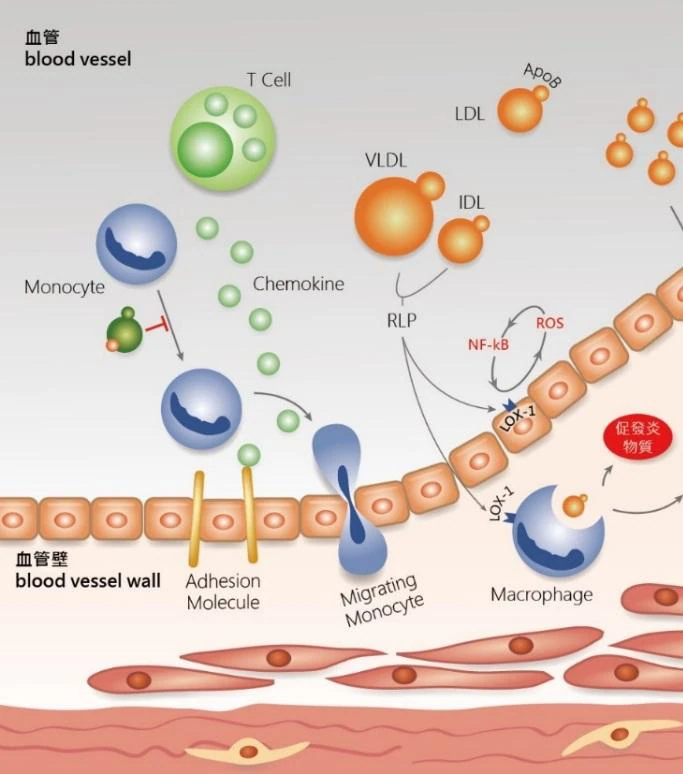 血管
blood vessel
T Cell
ApoB
LDL
VLDL
IDL
Monocyte
Chemokine
RLP
ROS
NF-kB
LOX-1
促發炎
物質
LOX-1
血管壁
blood vessel wall
Adhesion
Molecule
Migrating
Monocyte
Macrophage